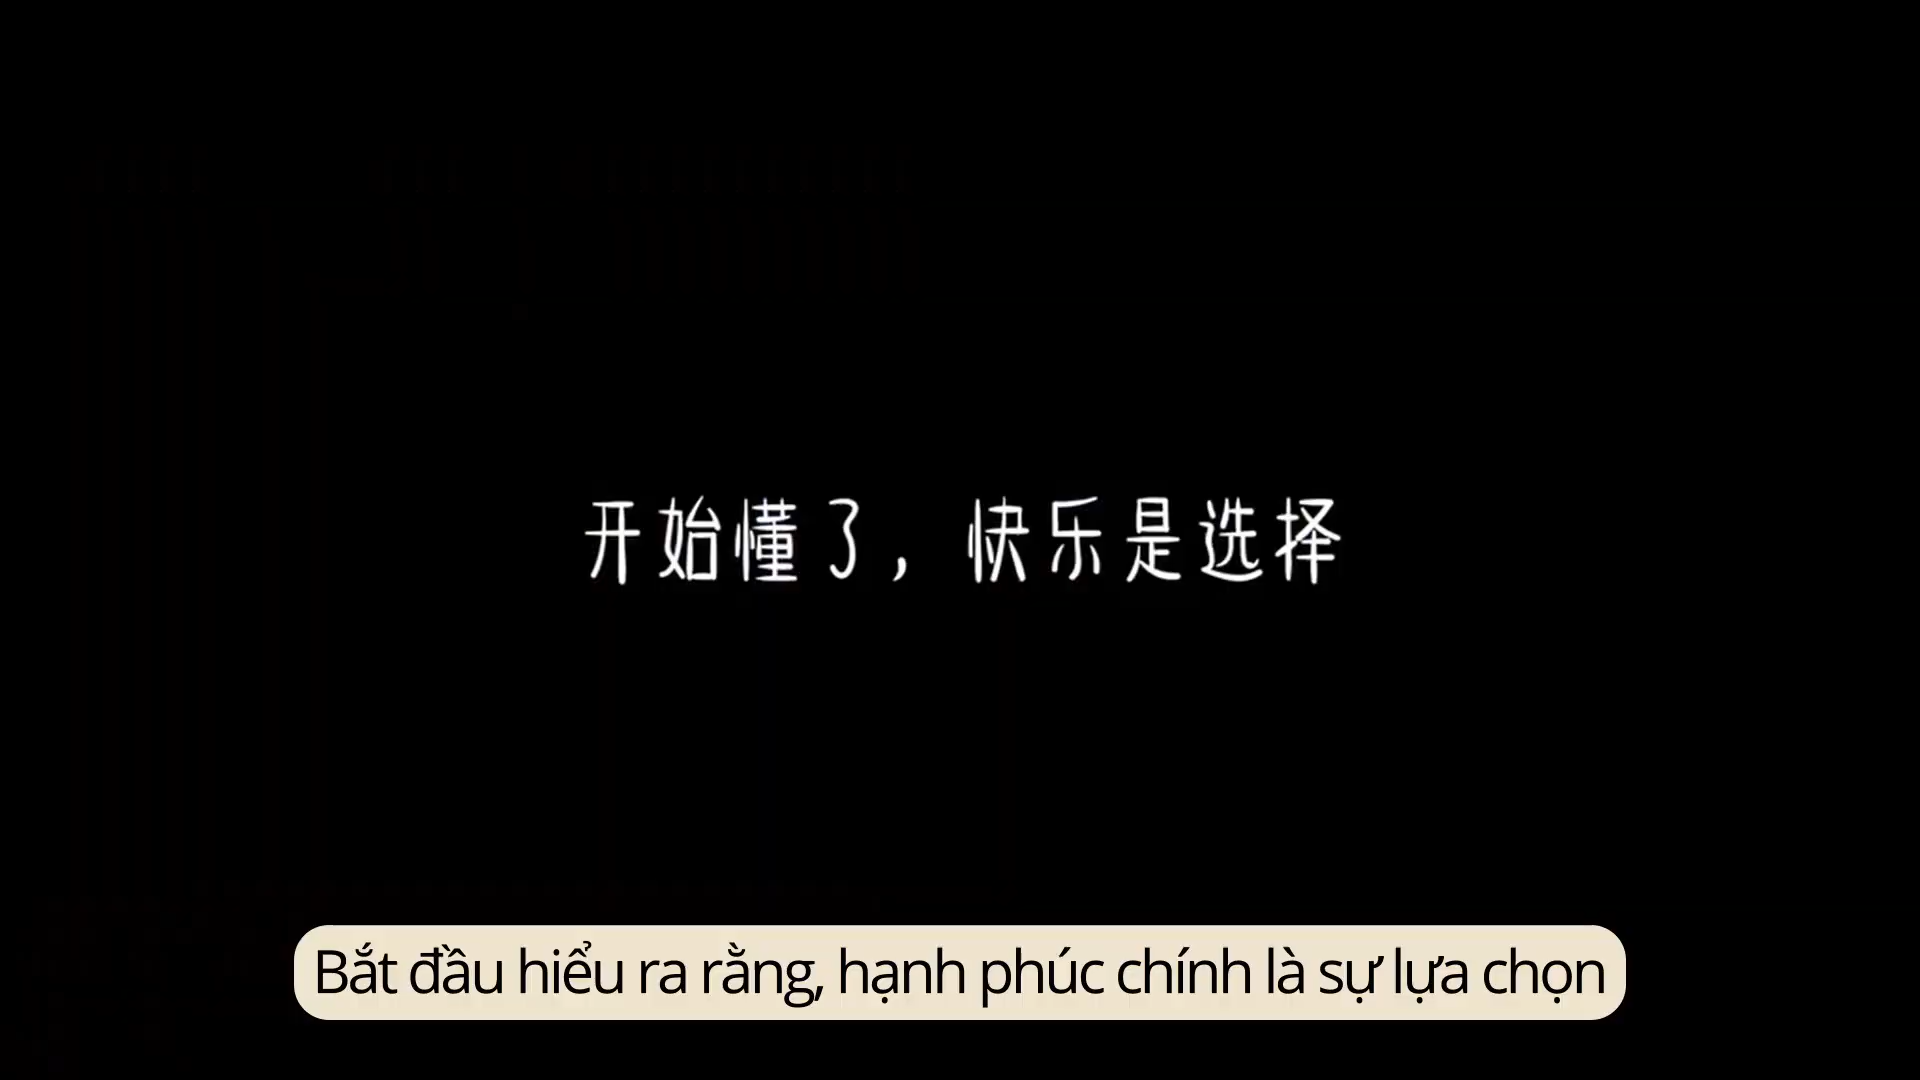 开始懂了，快乐是选择
Bắt đầu hiểu ra rằng, hạnh phúc chính là sự lựa chọn